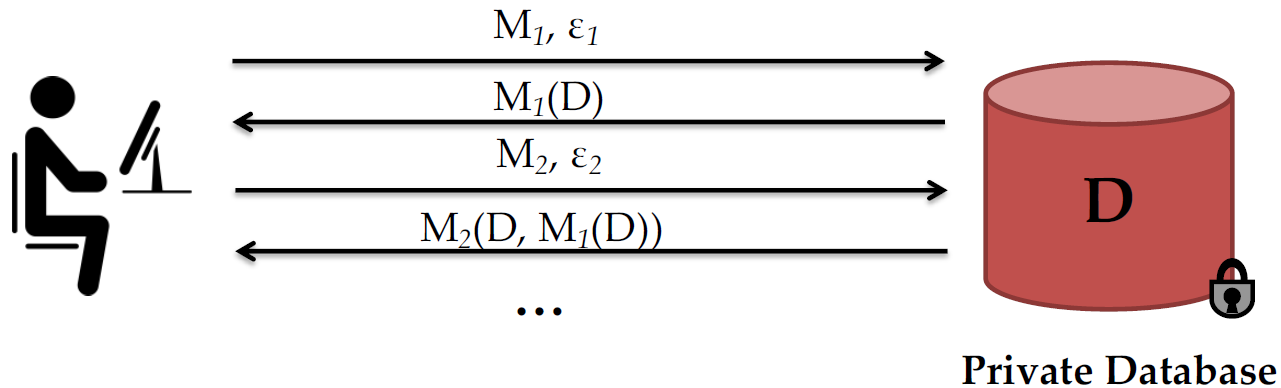 M1, ε1
M1(D)
M2, ε2
M2(D, M1(D))
...
D
Private Database